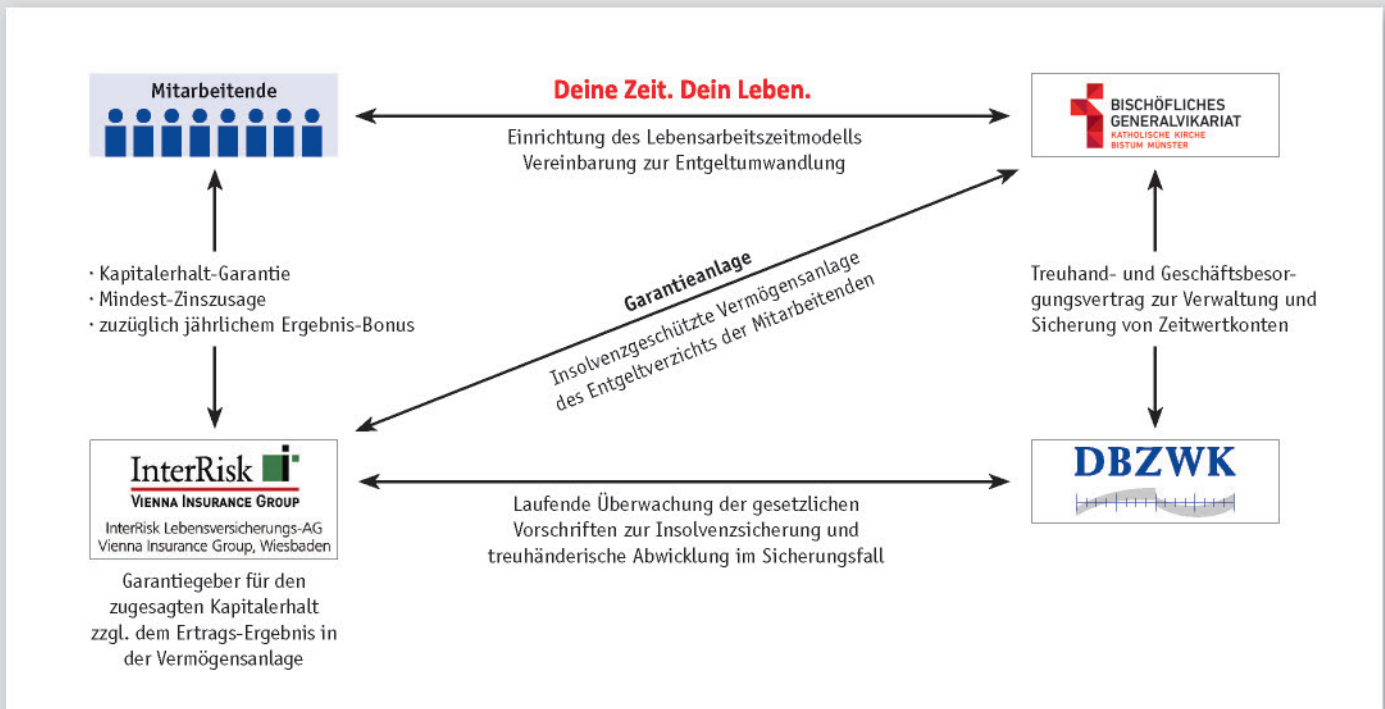 Mitarbeitende
Deine Zeit. Dein Leben.
Einrichtung des Lebensarbeitszeitmodells
Vereinbarung zur Entgeltumwandlung
BISCHÖFLICHES
GENERALVIKARIAT
KATHOLISCHE KIRCHE
BISTUM MÜNSTER
· Kapitalerhalt-Garantie
· Mindest-Zinszusage
· zuzüglich jährlichem Ergebnis-Bonus
Garantieanlage
Insolvenzgeschützte Vermögensanlage
des Entgeltverzichts der Mitarbeitenden
Treuhand- und Geschäftsbesor-
gungsvertrag zur Verwaltung und
Sicherung von Zeitwertkonten
InterRisk
VIENNA INSURANCE GROUP
InterRisk Lebensversicherungs-AG
Vienna Insurance Group, Wiesbaden
Garantiegeber für den
zugesagten Kapitalerhalt
zzgl. dem Ertrags-Ergebnis in
der Vermögensanlage
Laufende Überwachung der gesetzlichen
Vorschriften zur Insolvenzsicherung und
treuhänderische Abwicklung im Sicherungsfall
DBZWK